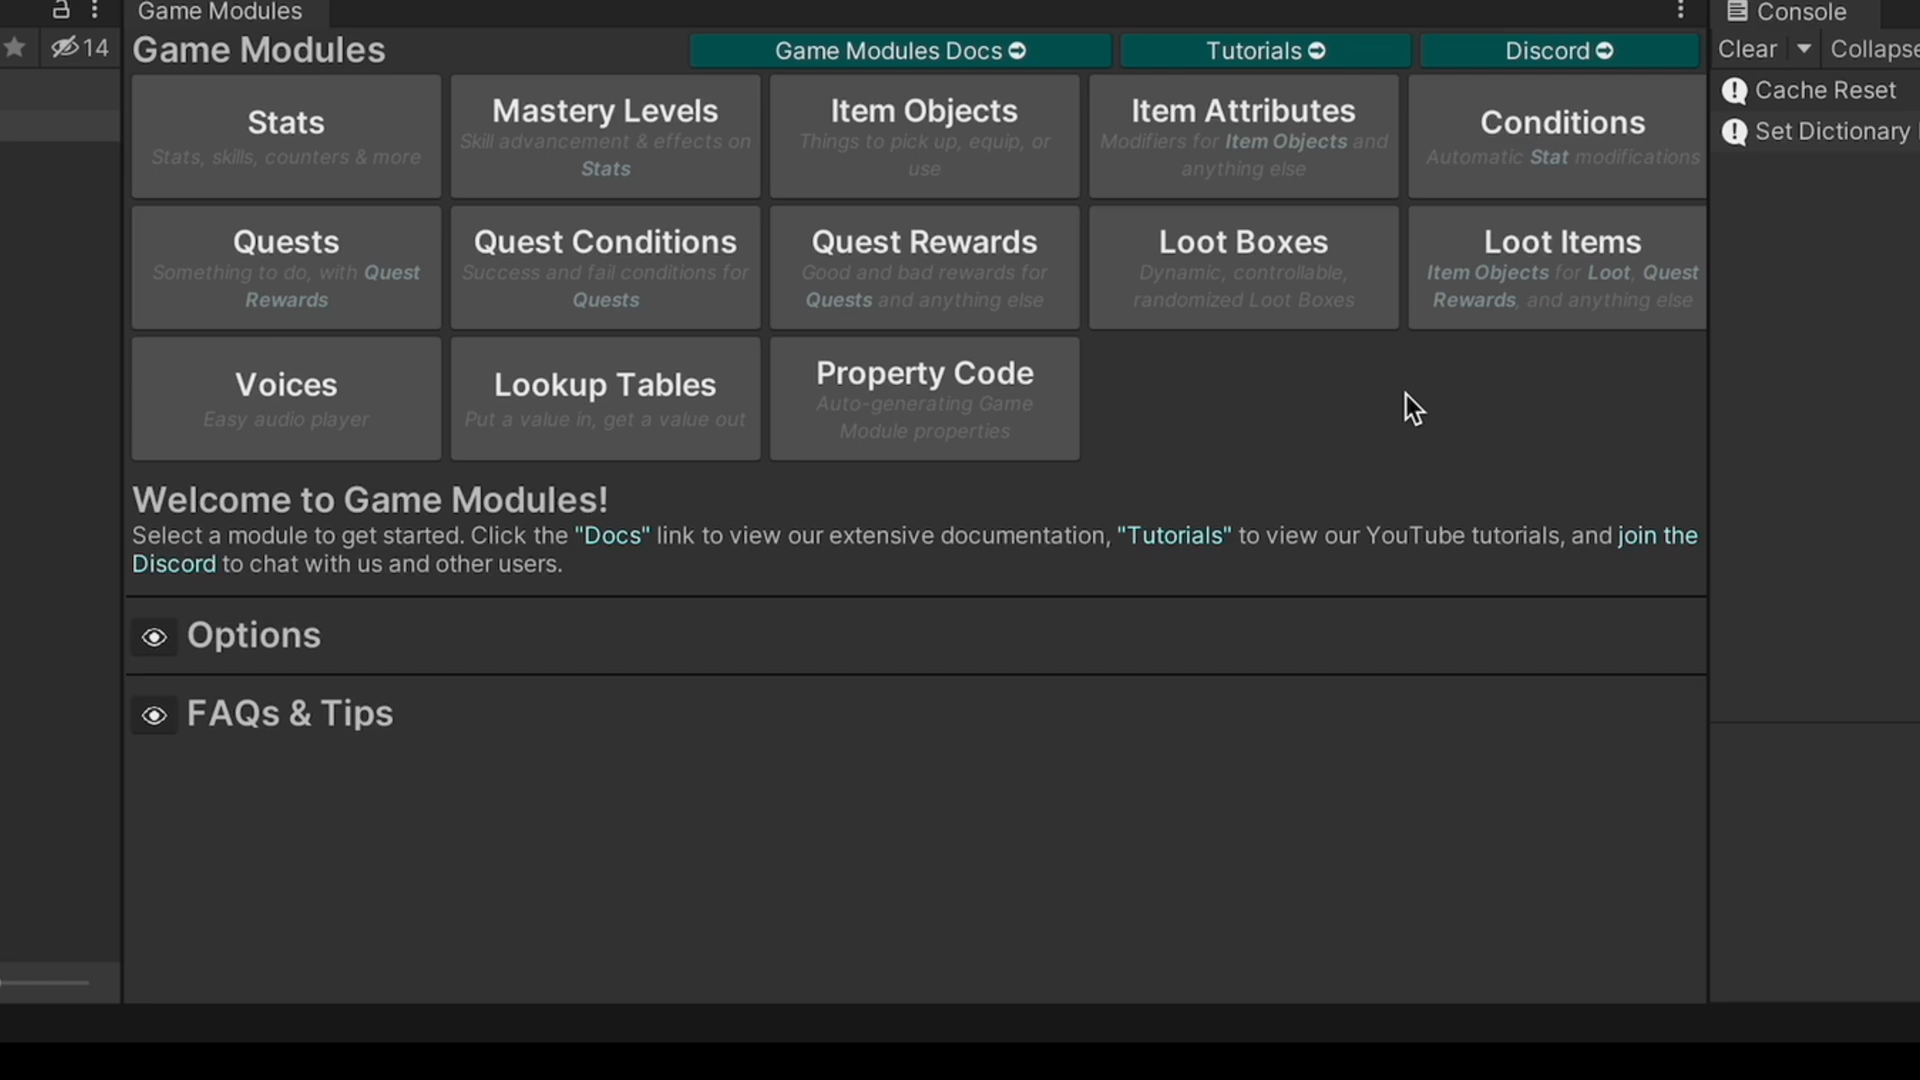 Game Modules
Console
14
Game Modules
Game Modules Docs
Tutorials
Discord
Clear
Collapse
Cache Reset
Set Dictionary
Stats
Stats, skills, counters & more
Mastery Levels
Skill advancement & effects on
Stats
Item Objects
Things to pick up, equip, or
use
Item Attributes
Modifiers for Item Objects and
anything else
Conditions
Automatic Stat modifications
Quests
Something to do, with Quest
Rewards
Quest Conditions
Success and fail conditions for
Quests
Quest Rewards
Good and bad rewards for
Quests and anything else
Loot Boxes
Dynamic, controllable,
randomized Loot Boxes
Loot Items
Item Objects for Loot, Quest
Rewards, and anything else
Voices
Easy audio player
Lookup Tables
Put a value in, get a value out
Property Code
Auto-generating Game
Module properties
Welcome to Game Modules!
Select a module to get started. Click the "Docs" link to view our extensive documentation, "Tutorials" to view our YouTube tutorials, and join the
Discord to chat with us and other users.
Options
FAQs & Tips